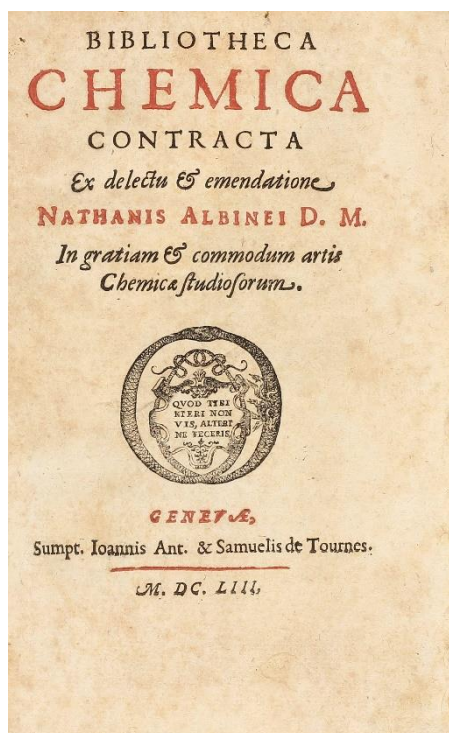 BIBLIOTHECA
CHEMICA
CONTRACTA
Ex delectu & emendatione
NATHANIS ALBINEI D. M.
In gratiam & commodum artis
Chemicæ ſtudioſorum.
QVOD TIBI
FIERI NON
VIS, ALTERI
NE FECERIS.
GENEVÆ,
Sumpt. Ioannis Ant. & Samuelis de Tournes.
M. DC. LIII,